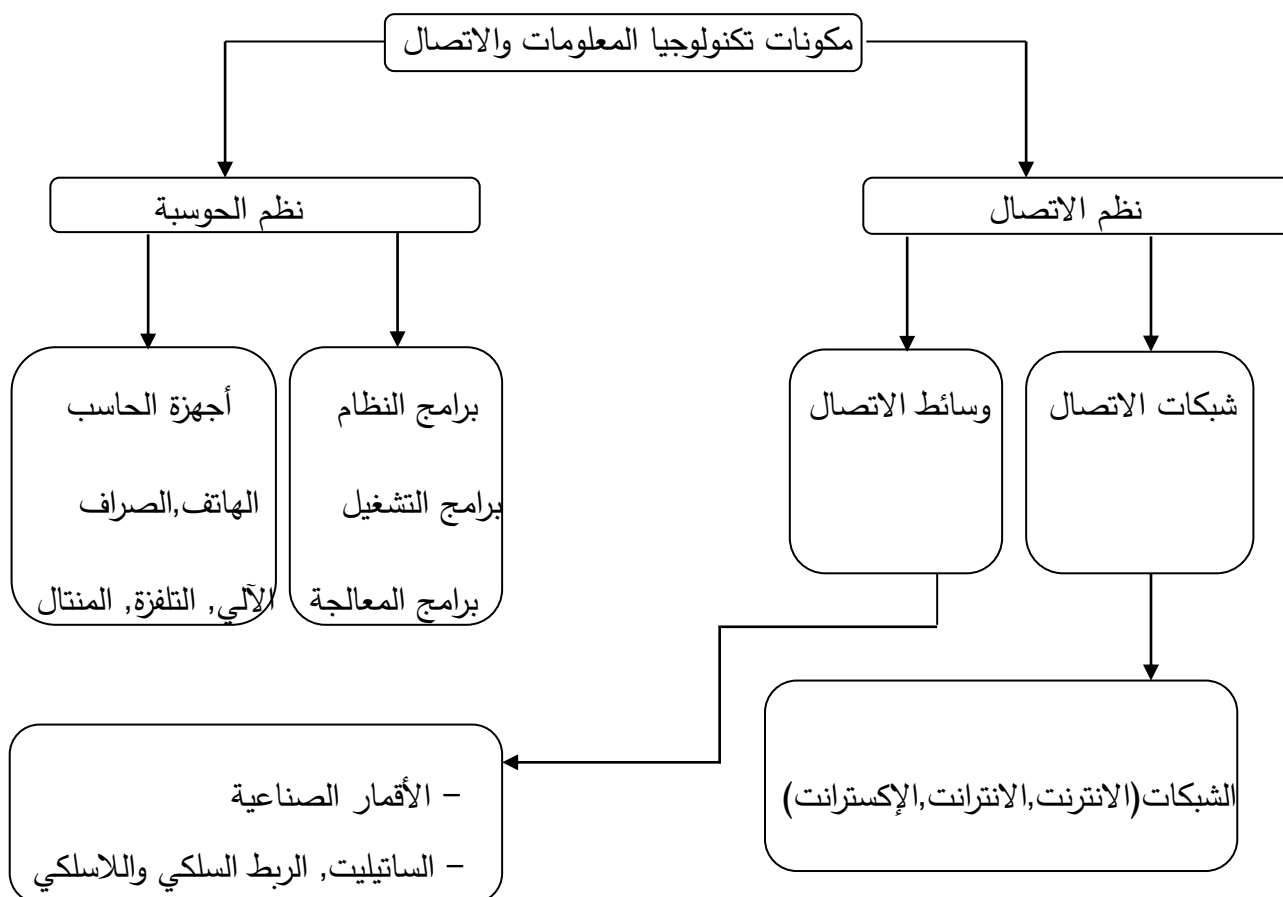 مكونات تكنولوجيا المعلومات والاتصال
نظم الاتصال
نظم الحوسبة
شبكات الاتصال
وسائط الاتصال
برامج النظام
برامج التشغيل
برامج المعالجة
أجهزة الحاسب
الهاتف,الصراف
الآلي, التلفزة, المنتال
الشبكات(الانترنت,الانترانت,الإكسترانت)
– الأقمار الصناعية
– الساتيليت, الربط السلكي واللاسلكي